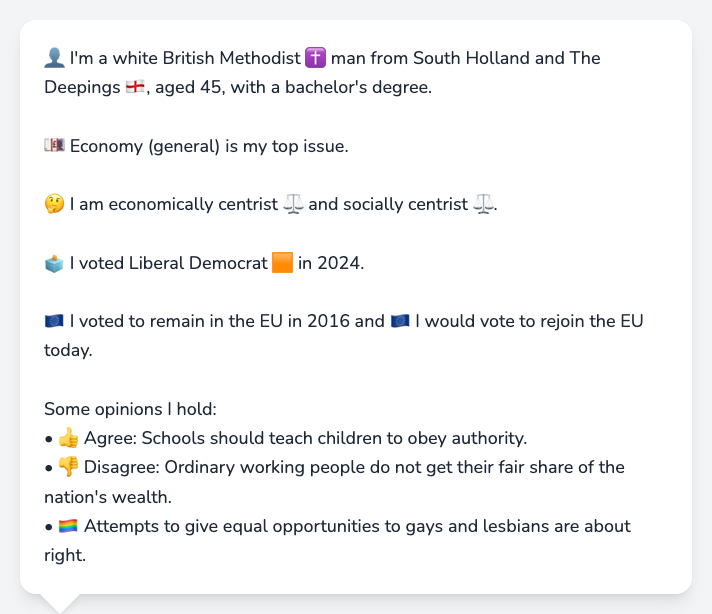 👤 I'm a white British Methodist ✝️ man from South Holland and The
Deepings 🏴󠁧󠁢󠁥󠁮󠁧󠁿, aged 45, with a bachelor's degree.
💷 Economy (general) is my top issue.
🤔 I am economically centrist ⚖️ and socially centrist ⚖️.
🗳️ I voted Liberal Democrat 🟧 in 2024.
🇪🇺 I voted to remain in the EU in 2016 and 🇪🇺 I would vote to rejoin the EU
today.
Some opinions I hold:
• 👍 Agree: Schools should teach children to obey authority.
• 👎 Disagree: Ordinary working people do not get their fair share of the
nation's wealth.
• 🏳️‍🌈 Attempts to give equal opportunities to gays and lesbians are about
right.